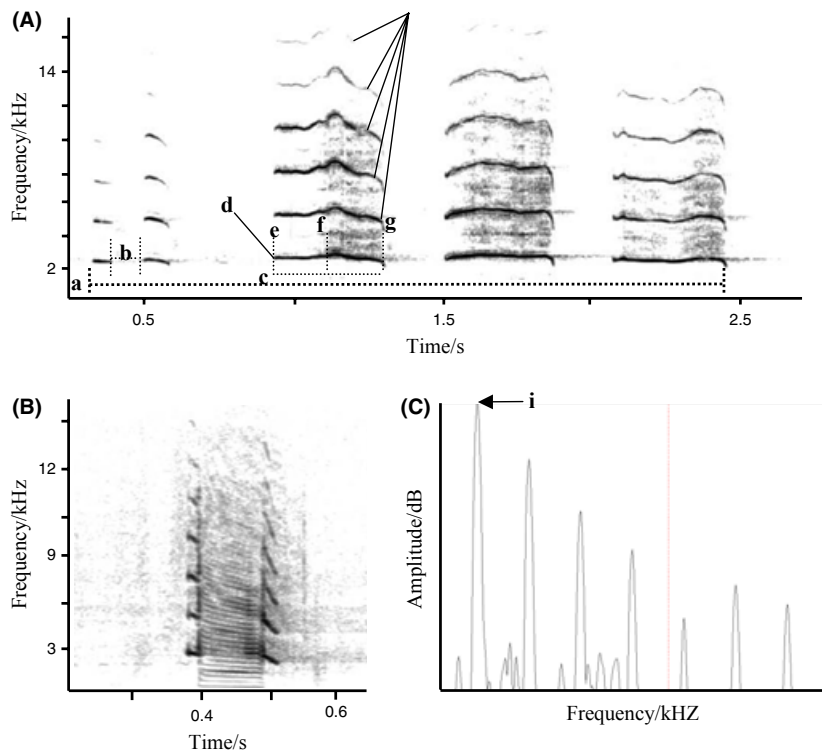 (A)
14
Frequency/kHz
d
e
f
g
b
c
2
a
0.5
1
1.5
2.5
Time/s
(B)
12
Frequency/kHz
9
3
0.4
0.6
Time/s
(C)
i
Amplitude/dB
Frequency/kHZ